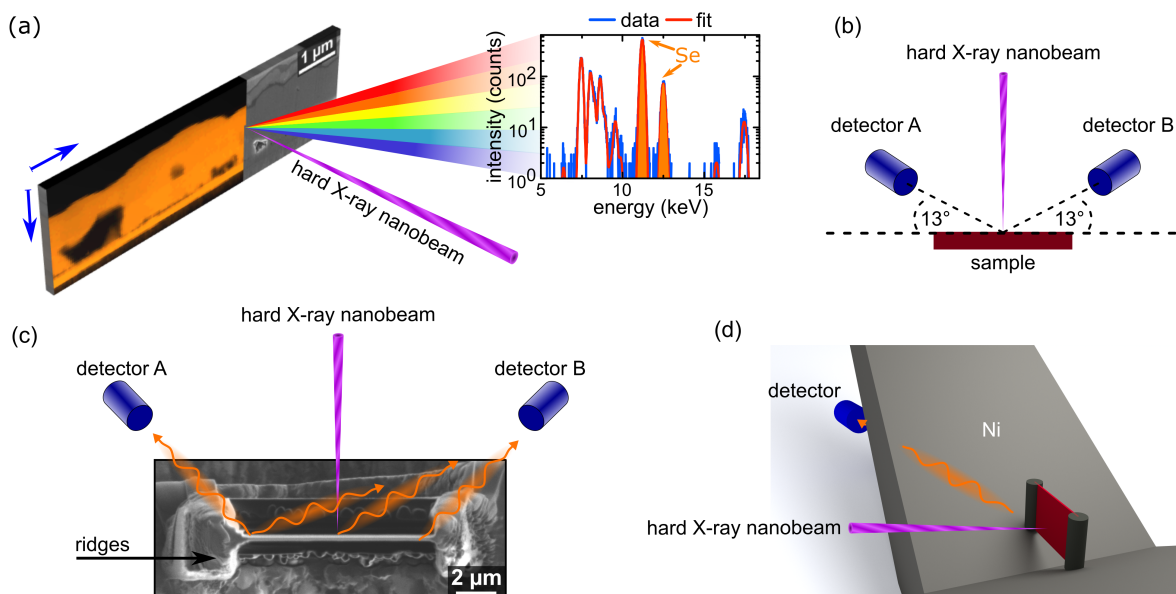 (a)
1 µm
hard X-ray nanobeam
data
fit
Se
intensity (counts)
10²
10¹
10⁰
5
10
15
energy (keV)
(b)
hard X-ray nanobeam
detector A
detector B
13°
13°
sample
(c)
hard X-ray nanobeam
detector A
detector B
ridges
2 µm
(d)
detector
Ni
hard X-ray nanobeam